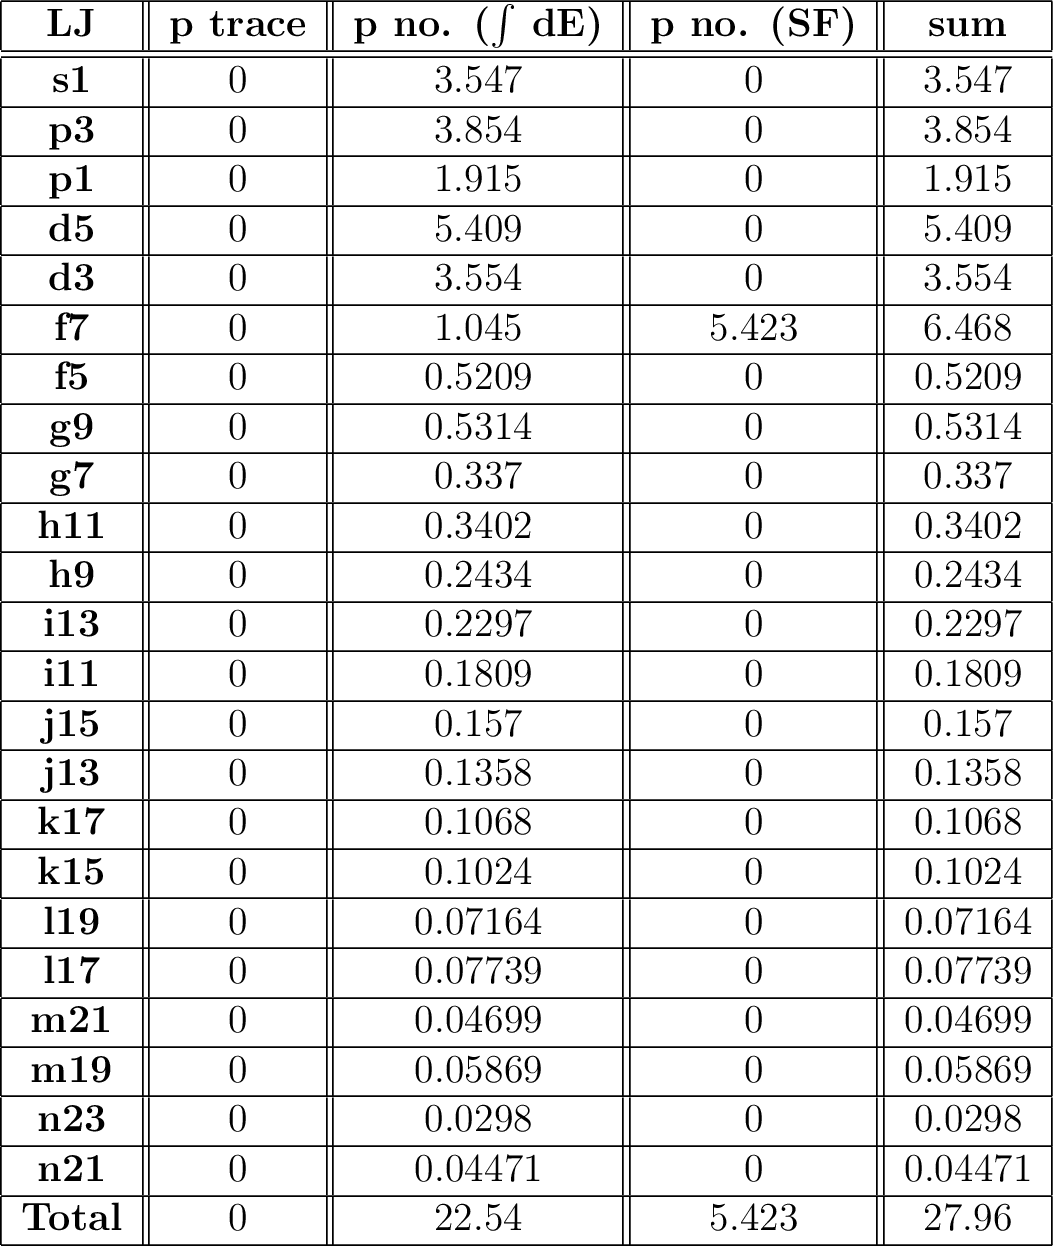 LJ p trace p no. (∫ dE) p no. (SF) sum
s1 0 3.547 0 3.547
p3 0 3.854 0 3.854
p1 0 1.915 0 1.915
d5 0 5.409 0 5.409
d3 0 3.554 0 3.554
f7 0 1.045 5.423 6.468
f5 0 0.5209 0 0.5209
g9 0 0.5314 0 0.5314
g7 0 0.337 0 0.337
h11 0 0.3402 0 0.3402
h9 0 0.2434 0 0.2434
i13 0 0.2297 0 0.2297
i11 0 0.1809 0 0.1809
j15 0 0.157 0 0.157
j13 0 0.1358 0 0.1358
k17 0 0.1068 0 0.1068
k15 0 0.1024 0 0.1024
l19 0 0.07164 0 0.07164
l17 0 0.07739 0 0.07739
m21 0 0.04699 0 0.04699
m19 0 0.05869 0 0.05869
n23 0 0.0298 0 0.0298
n21 0 0.04471 0 0.04471
Total 0 22.54 5.423 27.96